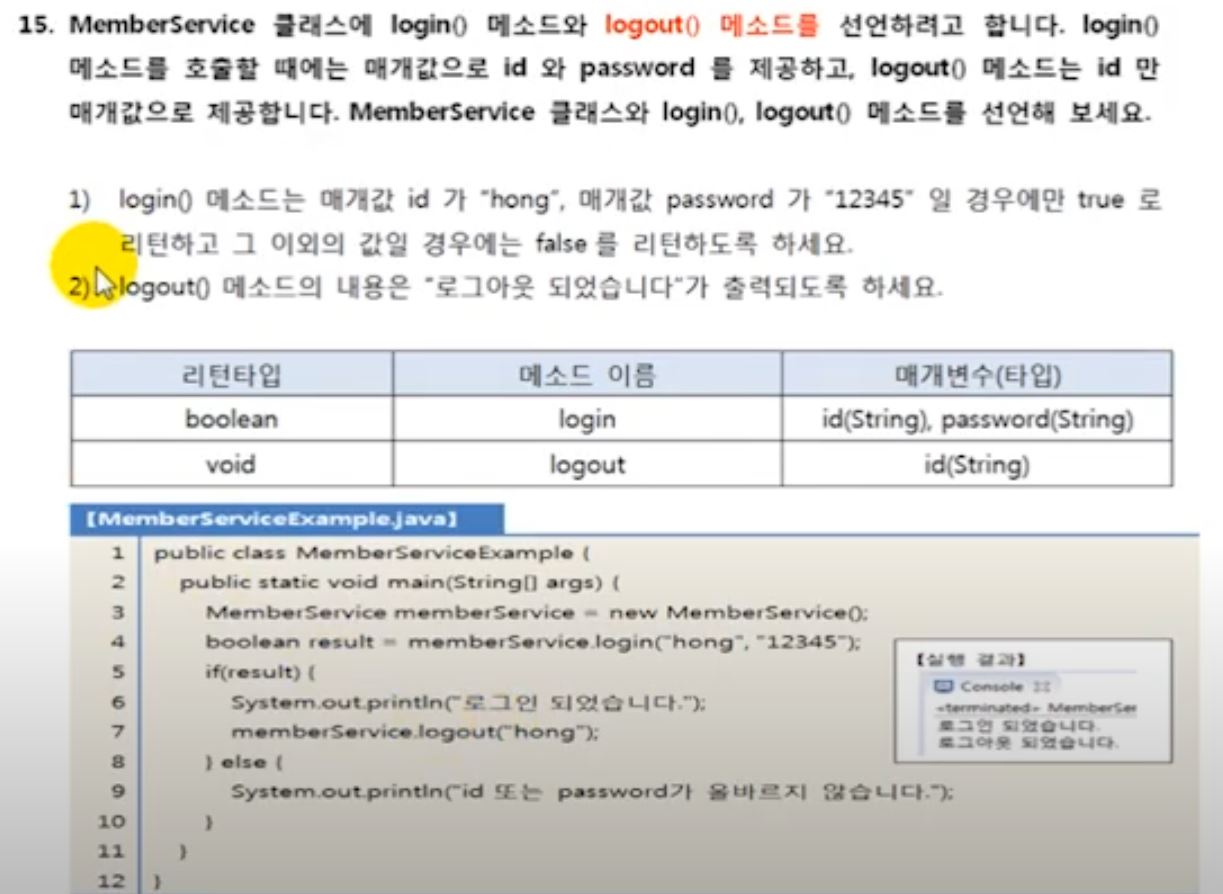 15. MemberService 클래스에 login() 메소드와 logout() 메소드를 선언하려고 합니다. login()
메소드를 호출할 때에는 매개값으로 id 와 password 를 제공하고, logout() 메소드는 id 만
매개값으로 제공합니다. MemberService 클래스와 login(), logout() 메소드를 선언해 보세요.
1) login() 메소드는 매개값 id 가 "hong", 매개값 password 가 "12345" 일 경우에만 true 로
리턴하고 그 이외의 값일 경우에는 false 를 리턴하도록 하세요.
2) logout() 메소드의 내용은 "로그아웃 되었습니다"가 출력되도록 하세요.
리턴타입 메소드 이름 매개변수(타입)
boolean login id(String), password(String)
void logout id(String)
[MemberServiceExample.java]
1 public class MemberServiceExample {
2 public static void main(String[] args) {
3 MemberService memberService = new MemberService();
4 boolean result = memberService.login("hong", "12345");
5 if(result) {
6 System.out.println("로그인 되었습니다.");
7 memberService.logout("hong");
8 } else {
9 System.out.println("id 또는 password가 올바르지 않습니다.");
10 }
11 }
12 }
[실행 결과]
Console
<terminated> MemberSer
로그인 되었습니다.
로그아웃 되었습니다.